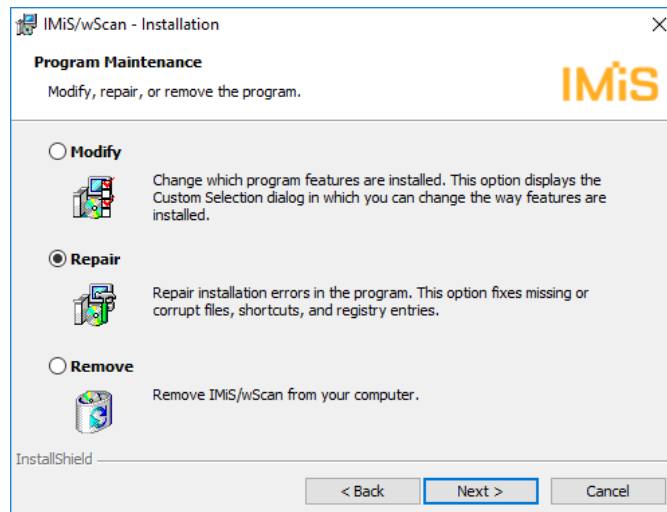 IMiS/wScan - Installation
Program Maintenance
Modify, repair, or remove the program.
IMiS
Modify
Change which program features are installed. This option displays the
Custom Selection dialog in which you can change the way features are
installed.
Repair
Repair installation errors in the program. This option fixes missing or
corrupt files, shortcuts, and registry entries.
Remove
Remove IMiS/wScan from your computer.
InstallShield
< Back
Next >
Cancel